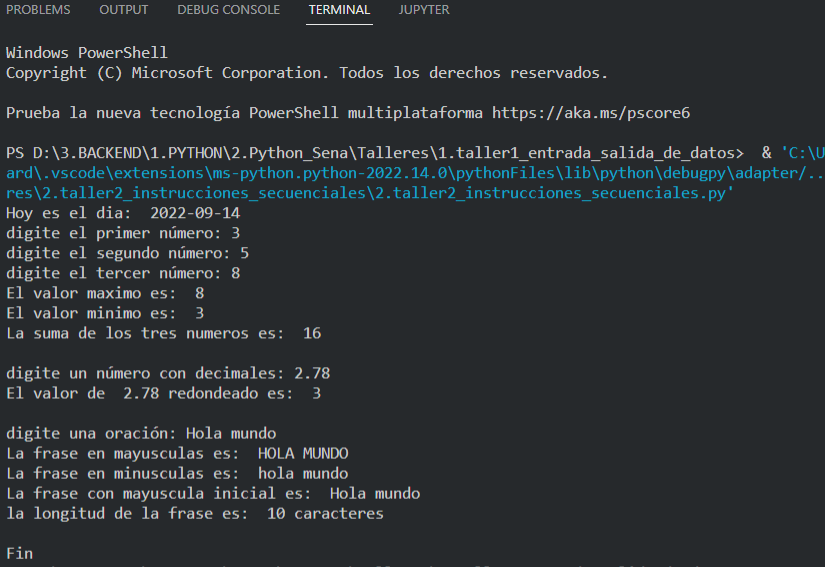 PROBLEMS OUTPUT DEBUG CONSOLE TERMINAL JUPYTER
Windows PowerShell
Copyright (C) Microsoft Corporation. Todos los derechos reservados.
Prueba la nueva tecnología PowerShell multiplataforma https://aka.ms/pscore6
PS D:\3.BACKEND\1.PYTHON\2.Python_Sena\Talleres\1.taller1_entrada_salida_de_datos>  & 'C:\U
ard\.vscode\extensions\ms-python.python-2022.14.0\pythonFiles\lib\python\debugpy\adapter/..
res\2.taller2_instrucciones_secuenciales\2.taller2_instrucciones_secuenciales.py'
Hoy es el dia:  2022-09-14
digite el primer número: 3
digite el segundo número: 5
digite el tercer número: 8
El valor maximo es:  8
El valor minimo es:  3
La suma de los tres numeros es:  16
digite un número con decimales: 2.78
El valor de  2.78 redondeado es:  3
digite una oración: Hola mundo
La frase en mayusculas es:  HOLA MUNDO
La frase en minusculas es:  hola mundo
La frase con mayuscula inicial es:  Hola mundo
la longitud de la frase es:  10 caracteres
Fin